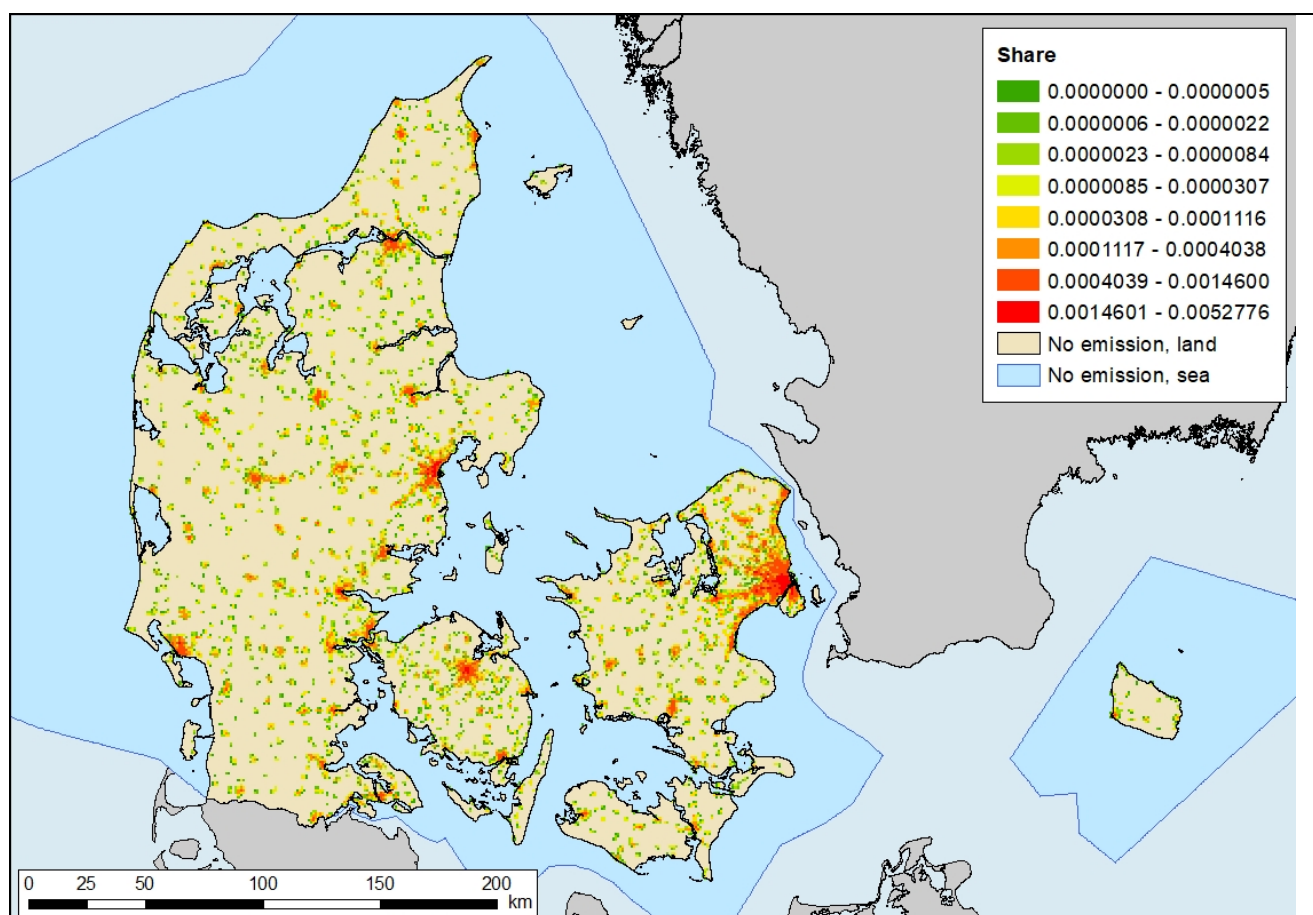 Share
0.0000000 - 0.0000005
0.0000006 - 0.0000022
0.0000023 - 0.0000084
0.0000085 - 0.0000307
0.0000308 - 0.0001116
0.0001117 - 0.0004038
0.0004039 - 0.0014600
0.0014601 - 0.0052776
No emission, land
No emission, sea
0 25 50 100 150 200
km